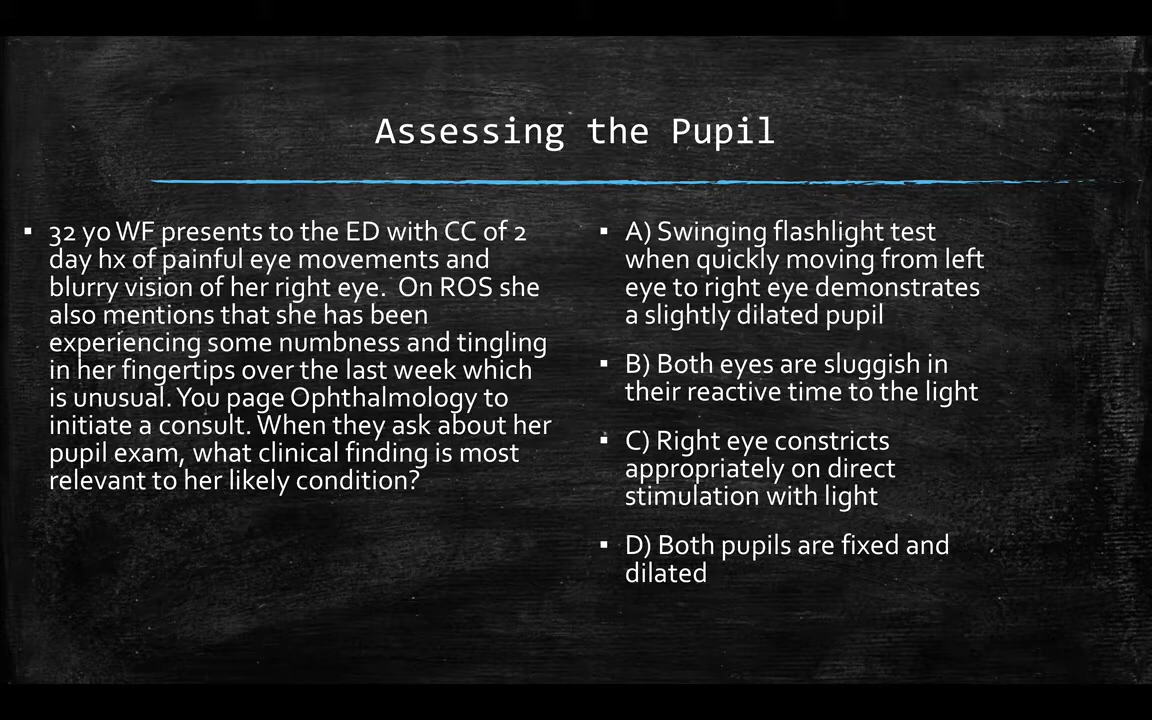 Assessing the Pupil
▪ 32 yo WF presents to the ED with CC of 2
day hx of painful eye movements and
blurry vision of her right eye.  On ROS she
also mentions that she has been
experiencing some numbness and tingling
in her fingertips over the last week which
is unusual. You page Ophthalmology to
initiate a consult. When they ask about her
pupil exam, what clinical finding is most
relevant to her likely condition?
▪ A) Swinging flashlight test
when quickly moving from left
eye to right eye demonstrates
a slightly dilated pupil
▪ B) Both eyes are sluggish in
their reactive time to the light
▪ C) Right eye constricts
appropriately on direct
stimulation with light
▪ D) Both pupils are fixed and
dilated